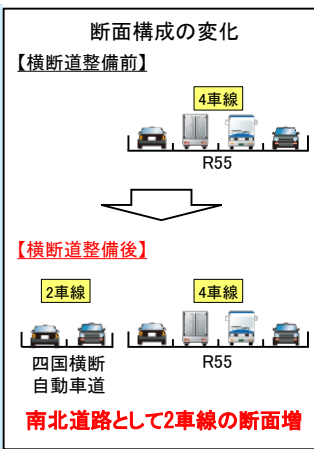 断面構成の変化
【横断道整備前】
4車線
R55
【横断道整備後】
2車線
4車線
四国横断
自動車道
R55
南北道路として2車線の断面増